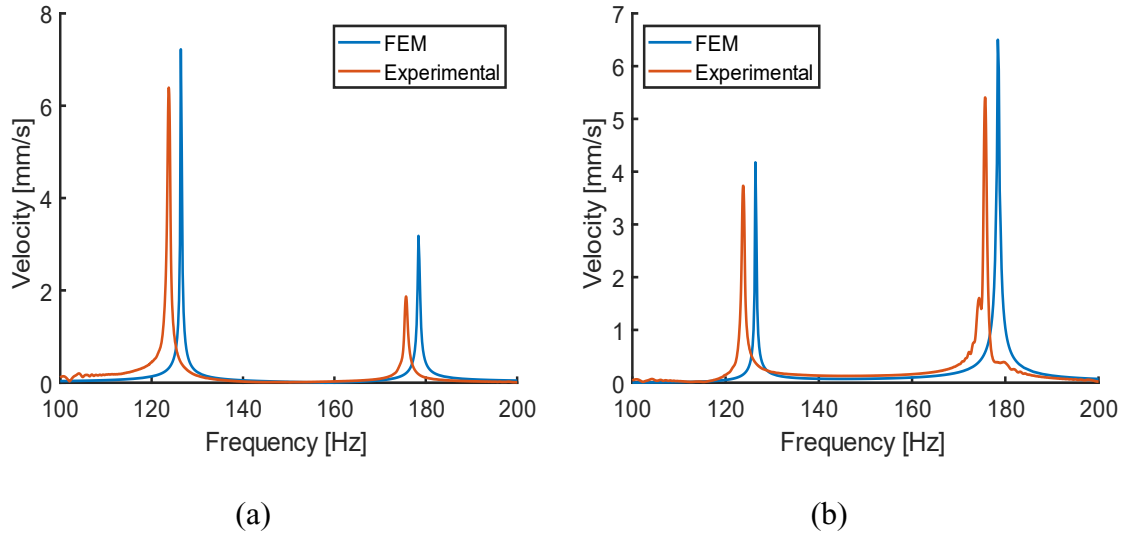 8
6
4
2
0
Velocity [mm/s]
FEM
Experimental
100 120 140 160 180 200
Frequency [Hz]
(a)
7
6
5
4
3
2
1
0
Velocity [mm/s]
FEM
Experimental
100 120 140 160 180 200
Frequency [Hz]
(b)